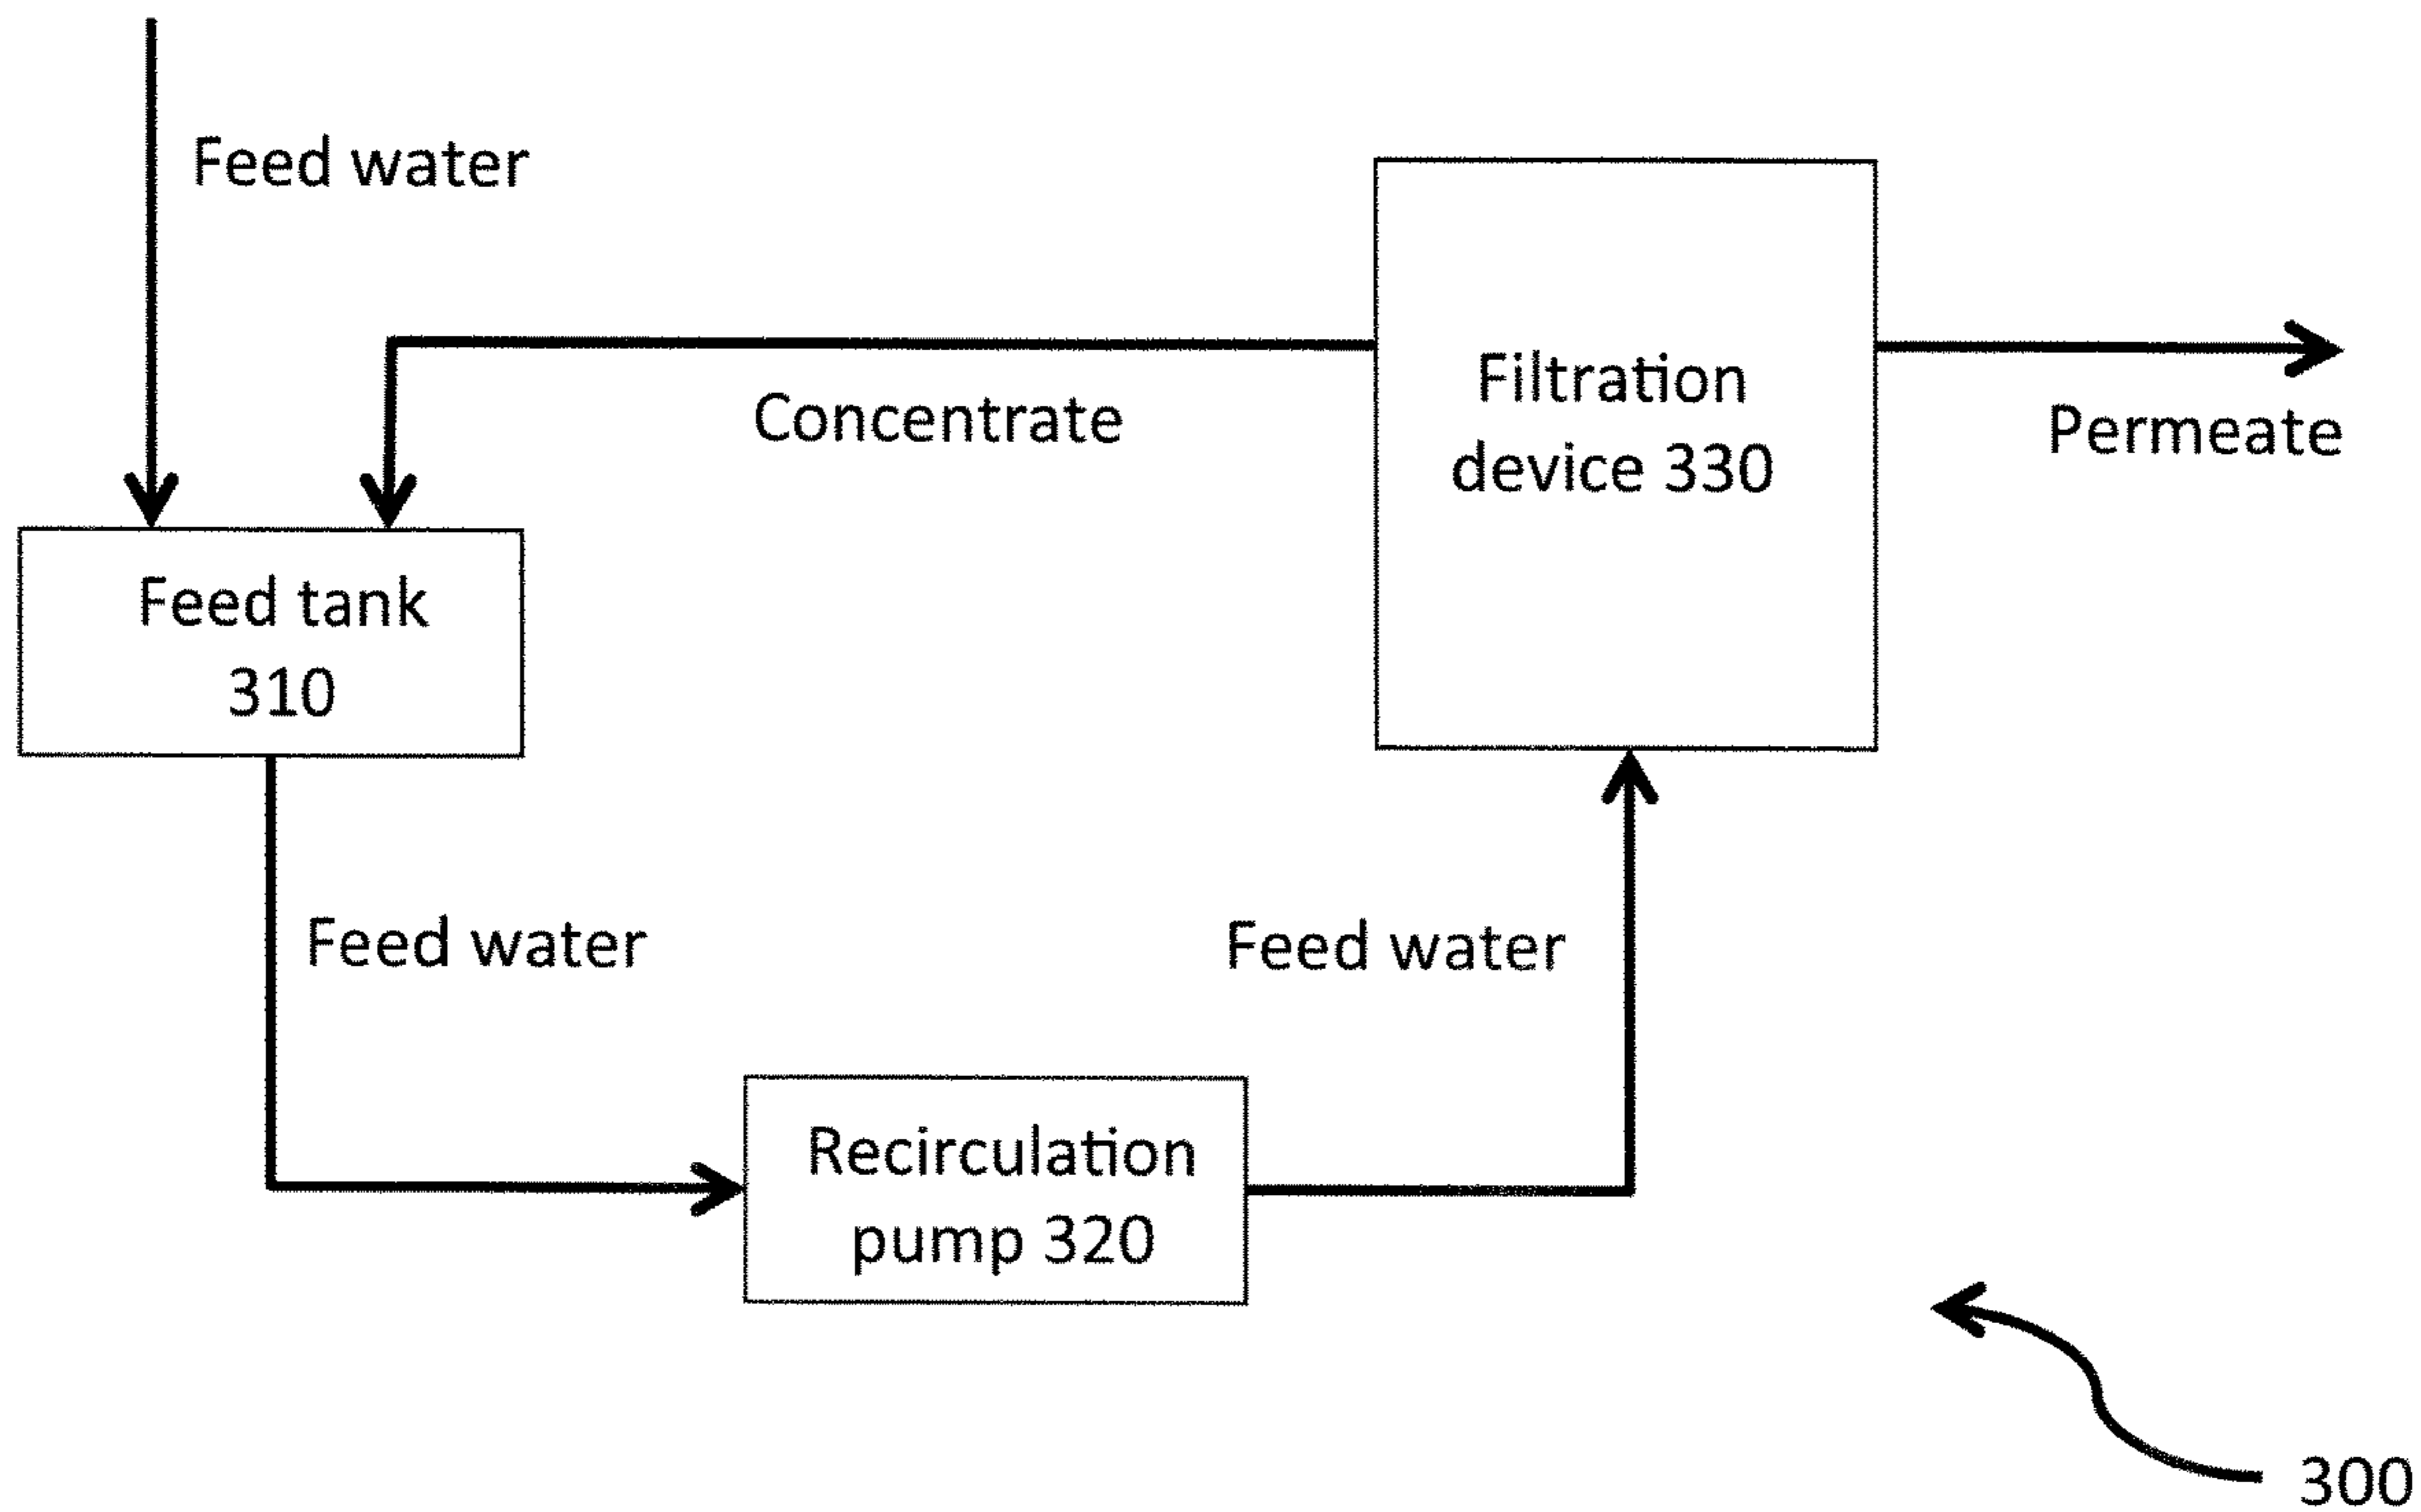 Feed water
Concentrate
Filtration
device 330
Permeate
Feed tank
310
Feed water
Feed water
Recirculation
pump 320
300